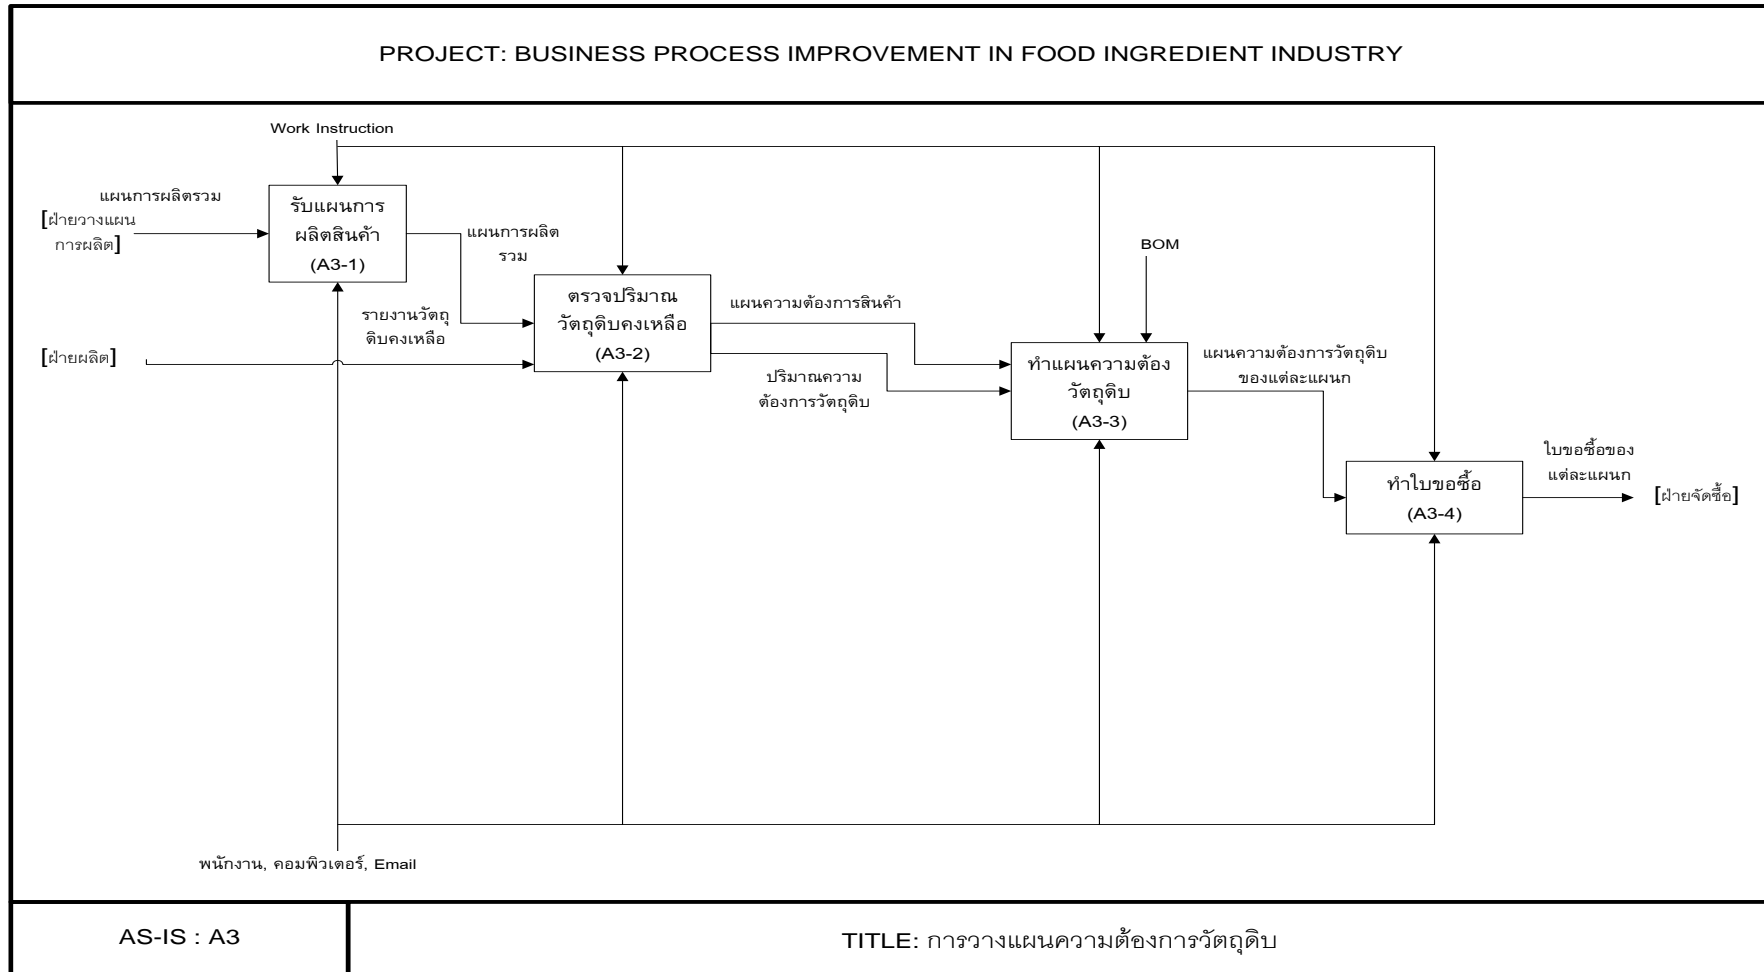 PROJECT: BUSINESS PROCESS IMPROVEMENT IN FOOD INGREDIENT INDUSTRY
Work Instruction
แผนการผลิตรวม
[ฝ่ายวางแผน
การผลิต]
รับแผนการ
ผลิตสินค้า
(A3-1)
แผนการผลิต
รวม
BOM
รายงานวัตถุ
ดิบคงเหลือ
[ฝ่ายผลิต]
ตรวจปริมาณ
วัตถุดิบคงเหลือ
(A3-2)
แผนความต้องการสินค้า
ปริมาณความ
ต้องการวัตถุดิบ
ทำแผนความต้อง
วัตถุดิบ
(A3-3)
แผนความต้องการวัตถุดิบ
ของแต่ละแผนก
ทำใบขอซื้อ
(A3-4)
ใบขอซื้อของ
แต่ละแผนก
[ฝ่ายจัดซื้อ]
พนักงาน, คอมพิวเตอร์, Email
AS-IS : A3
TITLE: การวางแผนความต้องการวัตถุดิบ